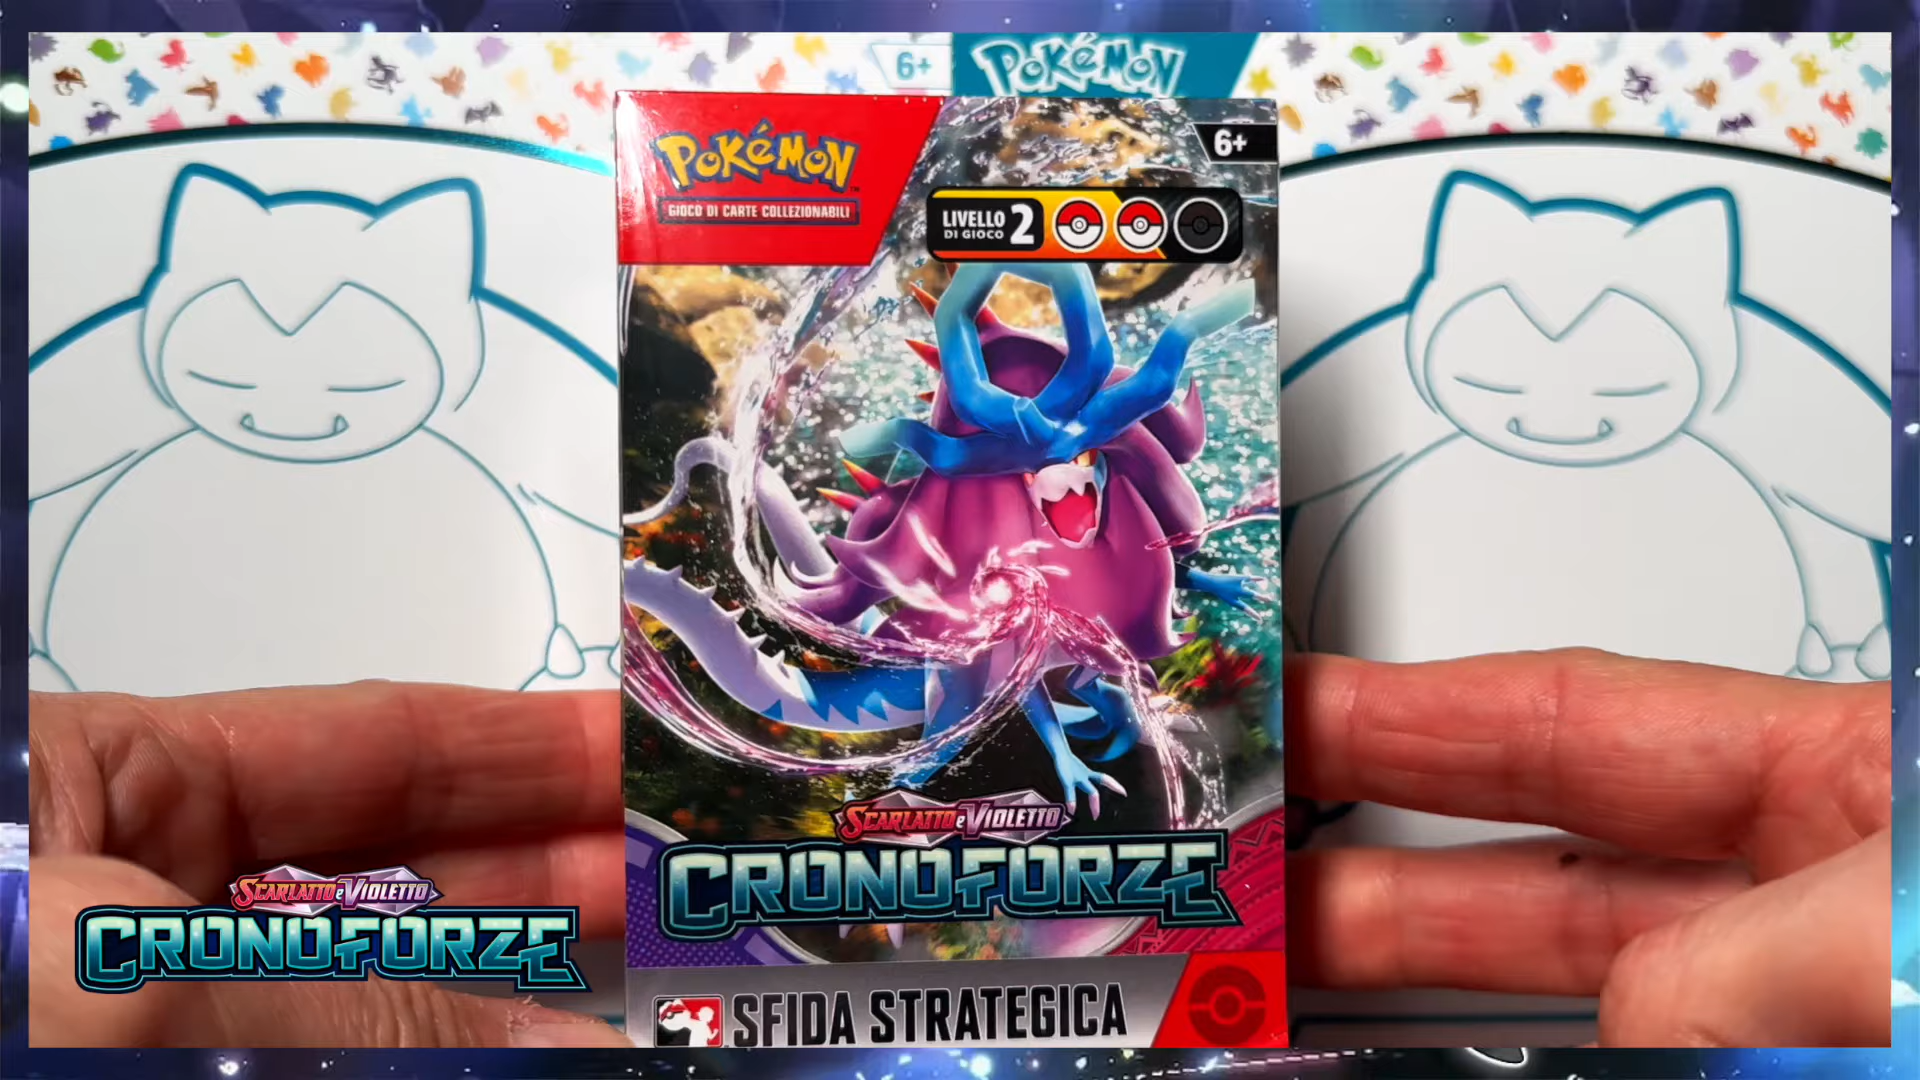 6+
POKéMON
POKéMON
™
GIOCO DI CARTE COLLEZIONABILI
6+
LIVELLO
DI GIOCO
2
SCARLATTO e VIOLETTO
CRONOFORZE
SCARLATTO e VIOLETTO
CRONOFORZE
SFIDA STRATEGICA